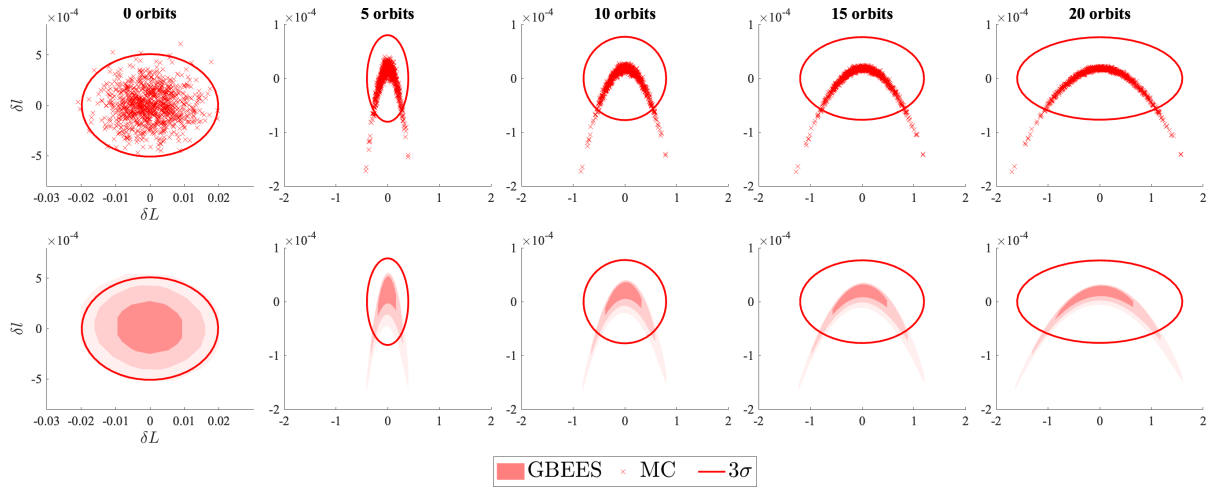 0 orbits 5 orbits 10 orbits 15 orbits 20 orbits
×10⁻⁴ ×10⁻⁴ ×10⁻⁴ ×10⁻⁴ ×10⁻⁴
5 1 1 1 1
0 0 0 0 0
-1 -1 -1 -1
-5
-2 -2 -2 -2
δl
-0.03 -0.02 -0.01 0 0.01 0.02 -2 -1 0 1 2 -2 -1 0 1 2 -2 -1 0 1 2 -2 -1 0 1 2
δL
×10⁻⁴ ×10⁻⁴ ×10⁻⁴ ×10⁻⁴ ×10⁻⁴
5 1 1 1 1
0 0 0 0 0
-1 -1 -1 -1
-5
-2 -2 -2 -2
δl
-0.03 -0.02 -0.01 0 0.01 0.02 -2 -1 0 1 2 -2 -1 0 1 2 -2 -1 0 1 2 -2 -1 0 1 2
δL
GBEES MC 3σ